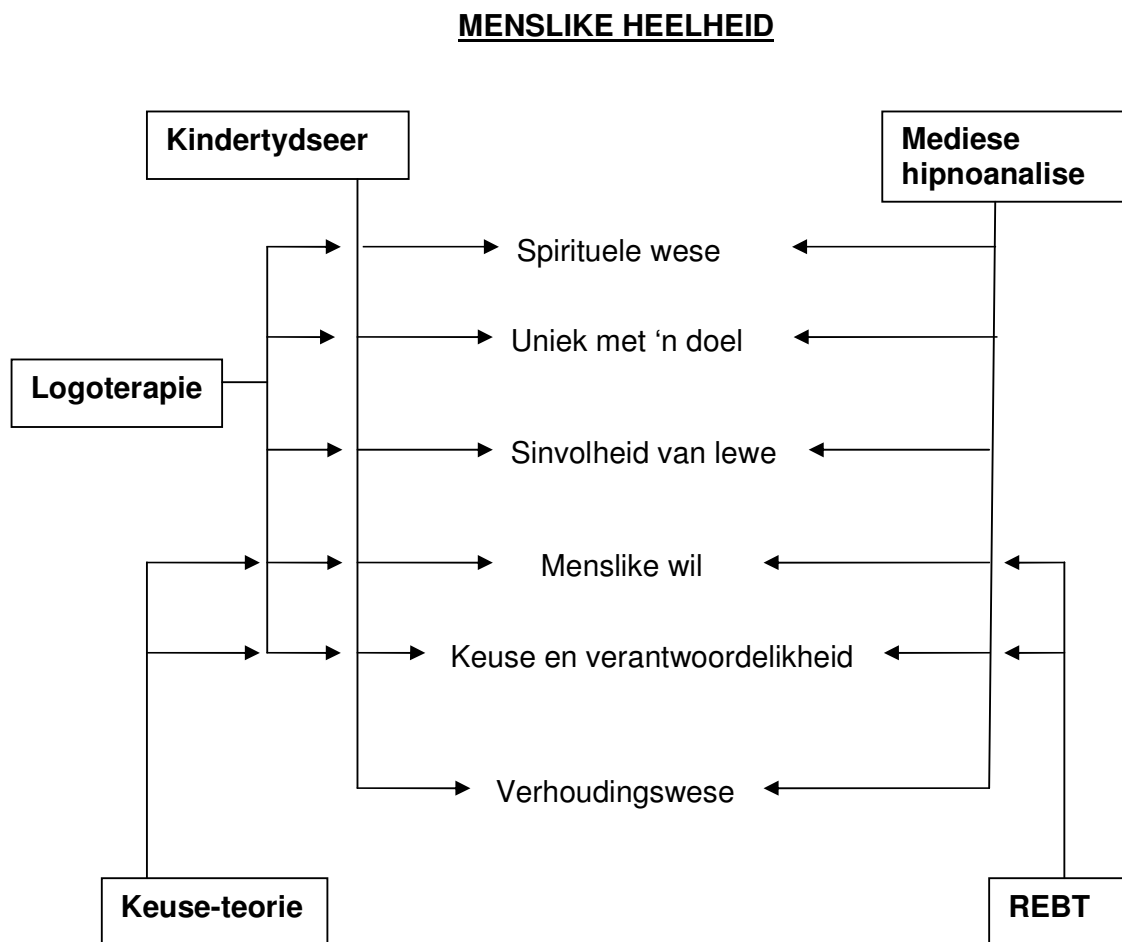 MENSLIKE HEELHEID
Kindertydseer
Mediese
hipnoanalise
Spirituele wese
Uniek met ‘n doel
Logoterapie
Sinvolheid van lewe
Menslike wil
Keuse en verantwoordelikheid
Verhoudingswese
Keuse-teorie
REBT